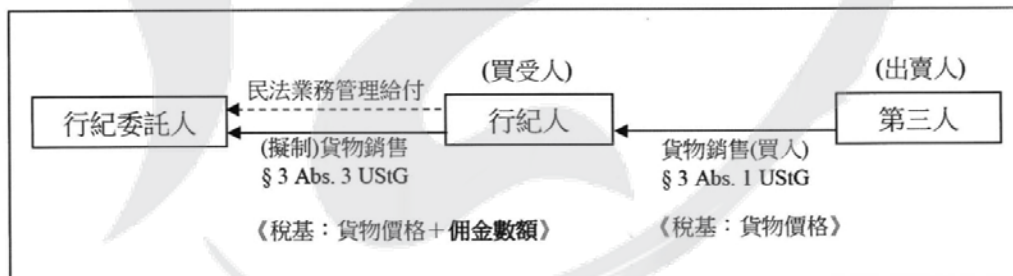 (買受人)
(出賣人)
民法業務管理給付
行紀委託人
行紀人
第三人
(擬制)貨物銷售
§ 3 Abs. 3 UStG
貨物銷售(買入)
§ 3 Abs. 1 UStG
《稅基：貨物價格＋佣金數額》
《稅基：貨物價格》